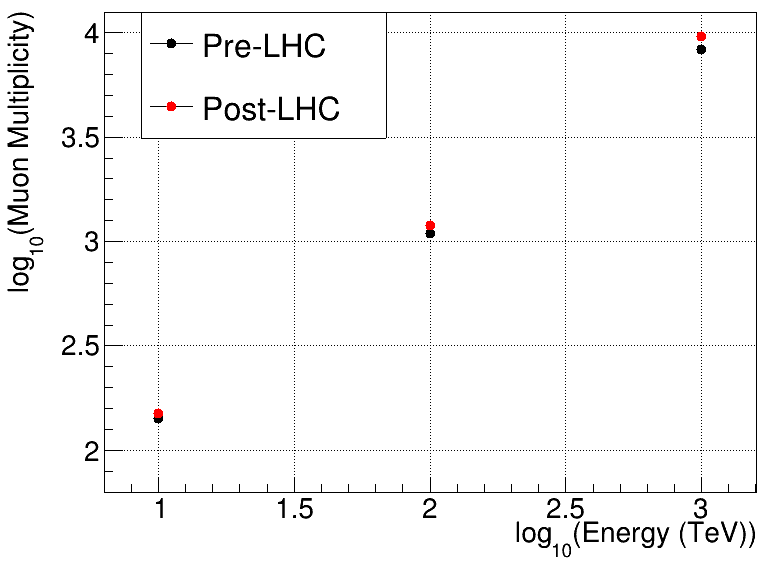 4
3.5
3
2.5
2
log10(Muon Multiplicity)
Pre-LHC
Post-LHC
1
1.5
2
2.5
3
log10(Energy (TeV))